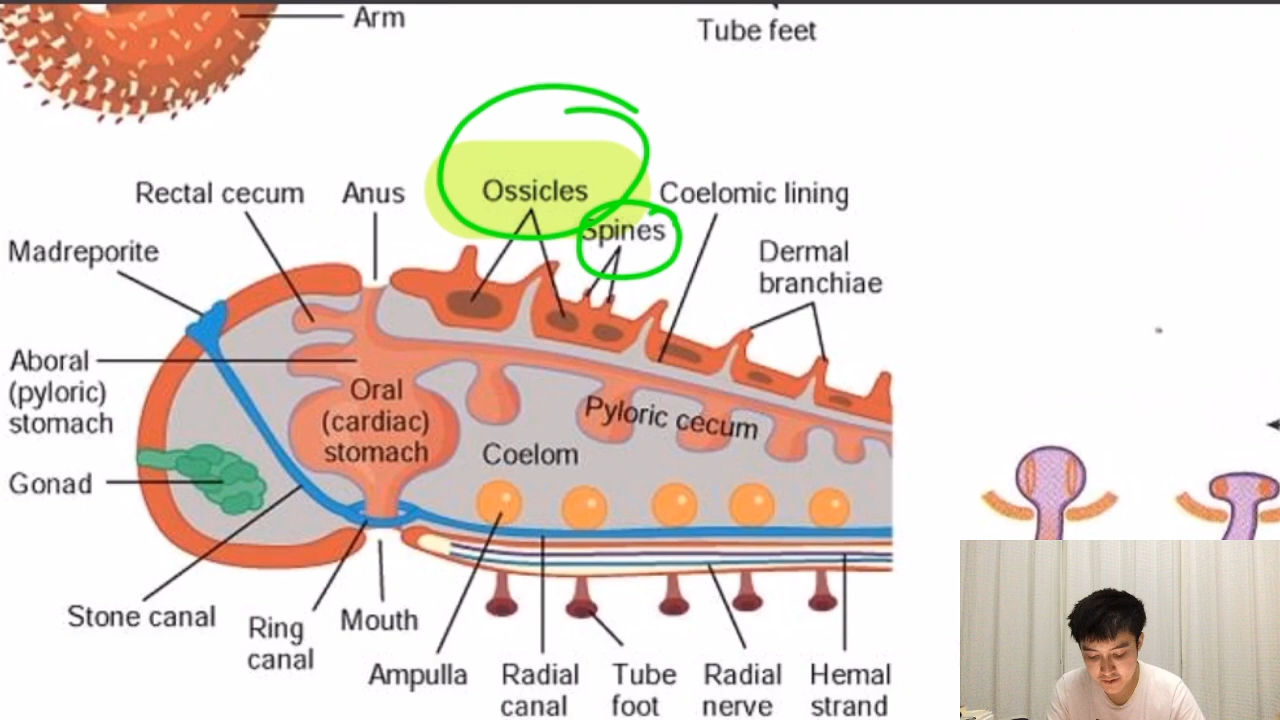 Arm
Tube feet
Rectal cecum
Anus
Ossicles
Coelomic lining
Spines
Madreporite
Dermal
branchiae
Aboral
(pyloric)
stomach
Oral
(cardiac)
stomach
Pyloric cecum
Coelom
Gonad
Stone canal
Ring
canal
Mouth
Ampulla
Radial
canal
Tube
foot
Radial
nerve
Hemal
strand